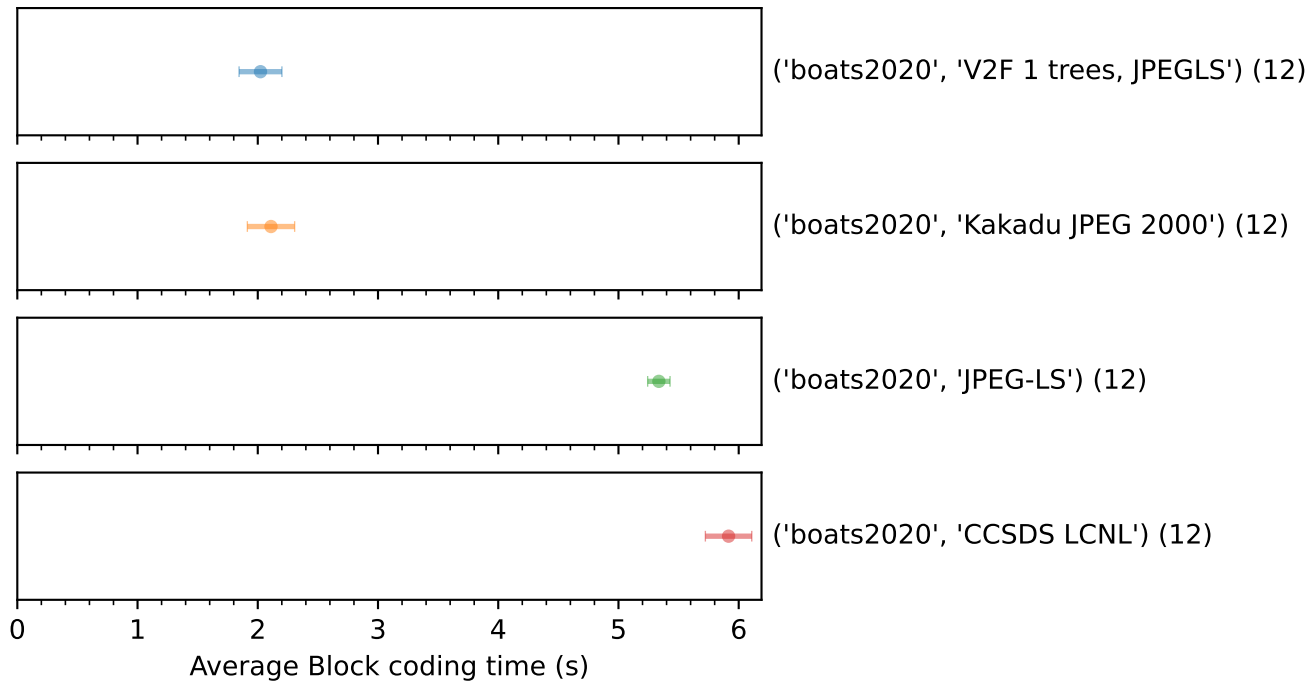 ('boats2020', 'V2F 1 trees, JPEGLS') (12)
('boats2020', 'Kakadu JPEG 2000') (12)
('boats2020', 'JPEG-LS') (12)
('boats2020', 'CCSDS LCNL') (12)
0 1 2 3 4 5 6
Average Block coding time (s)